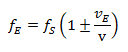 f_E = f_S (1 ± v_E / v)